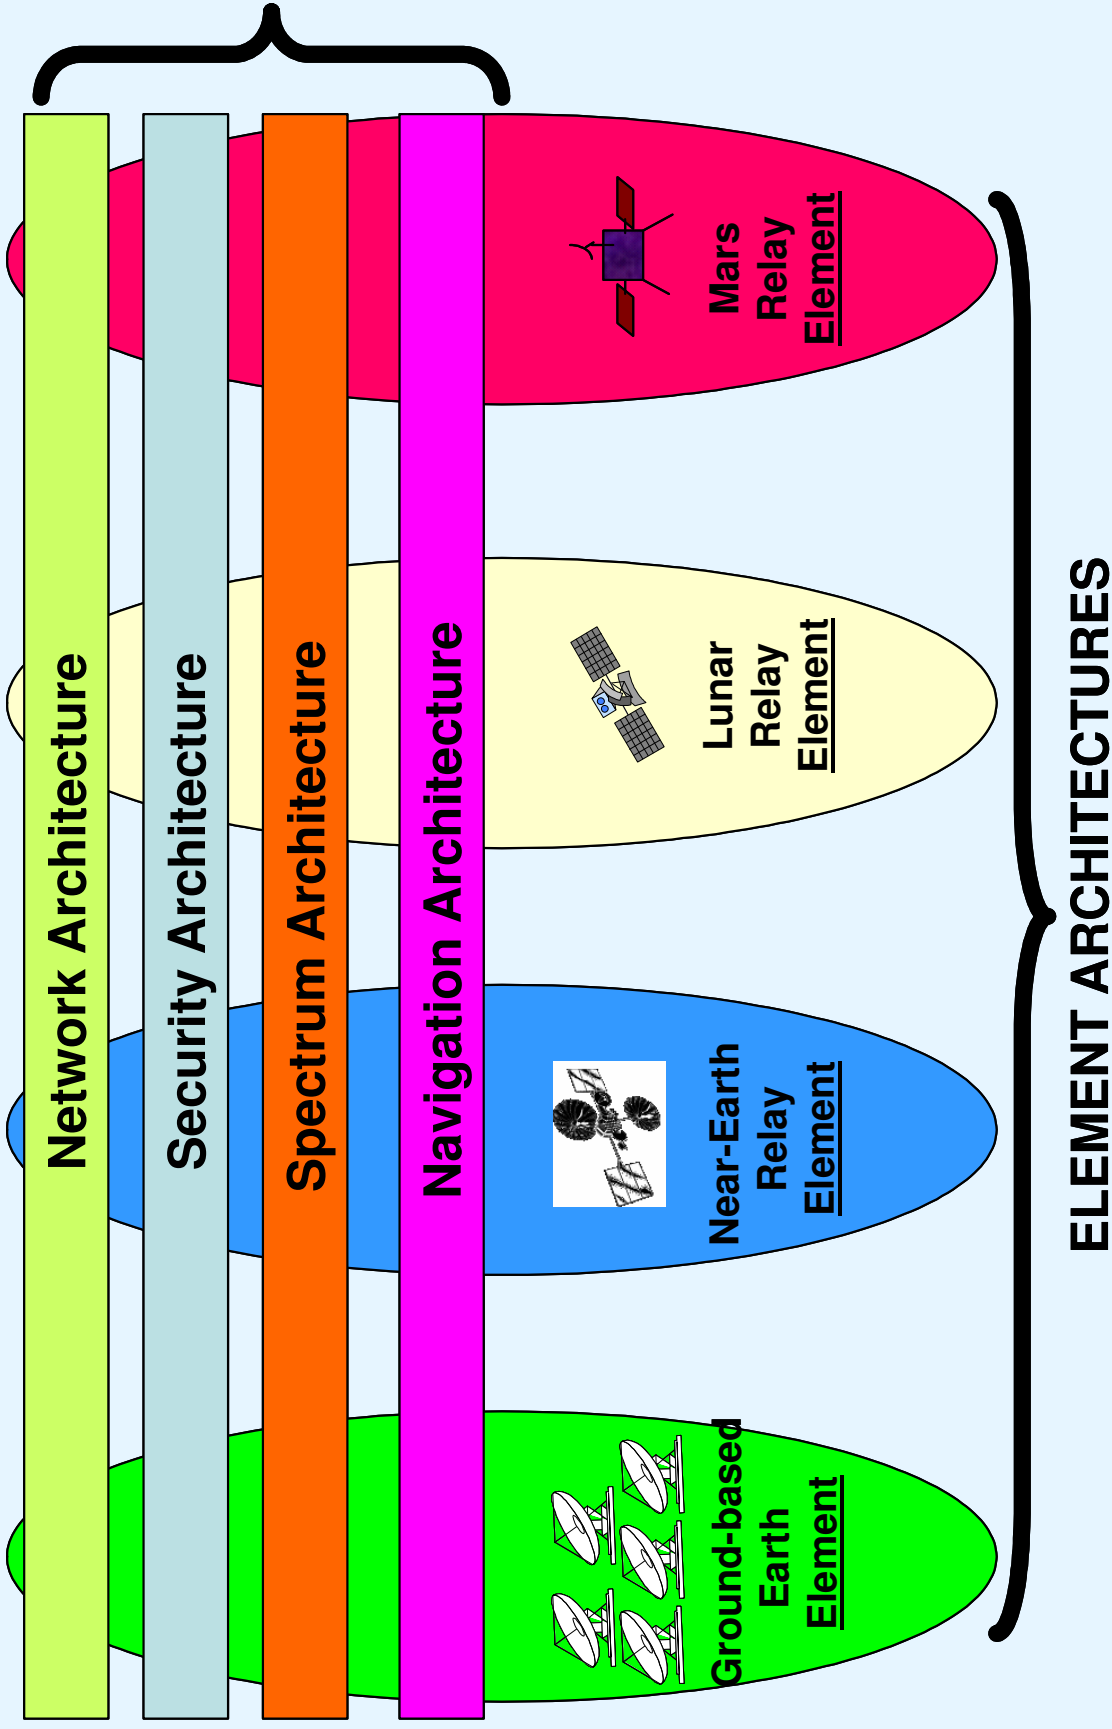 Network Architecture
Security Architecture
Spectrum Architecture
Navigation Architecture
Ground-based
Earth
Element
Near-Earth
Relay
Element
Lunar
Relay
Element
Mars
Relay
Element
ELEMENT ARCHITECTURES